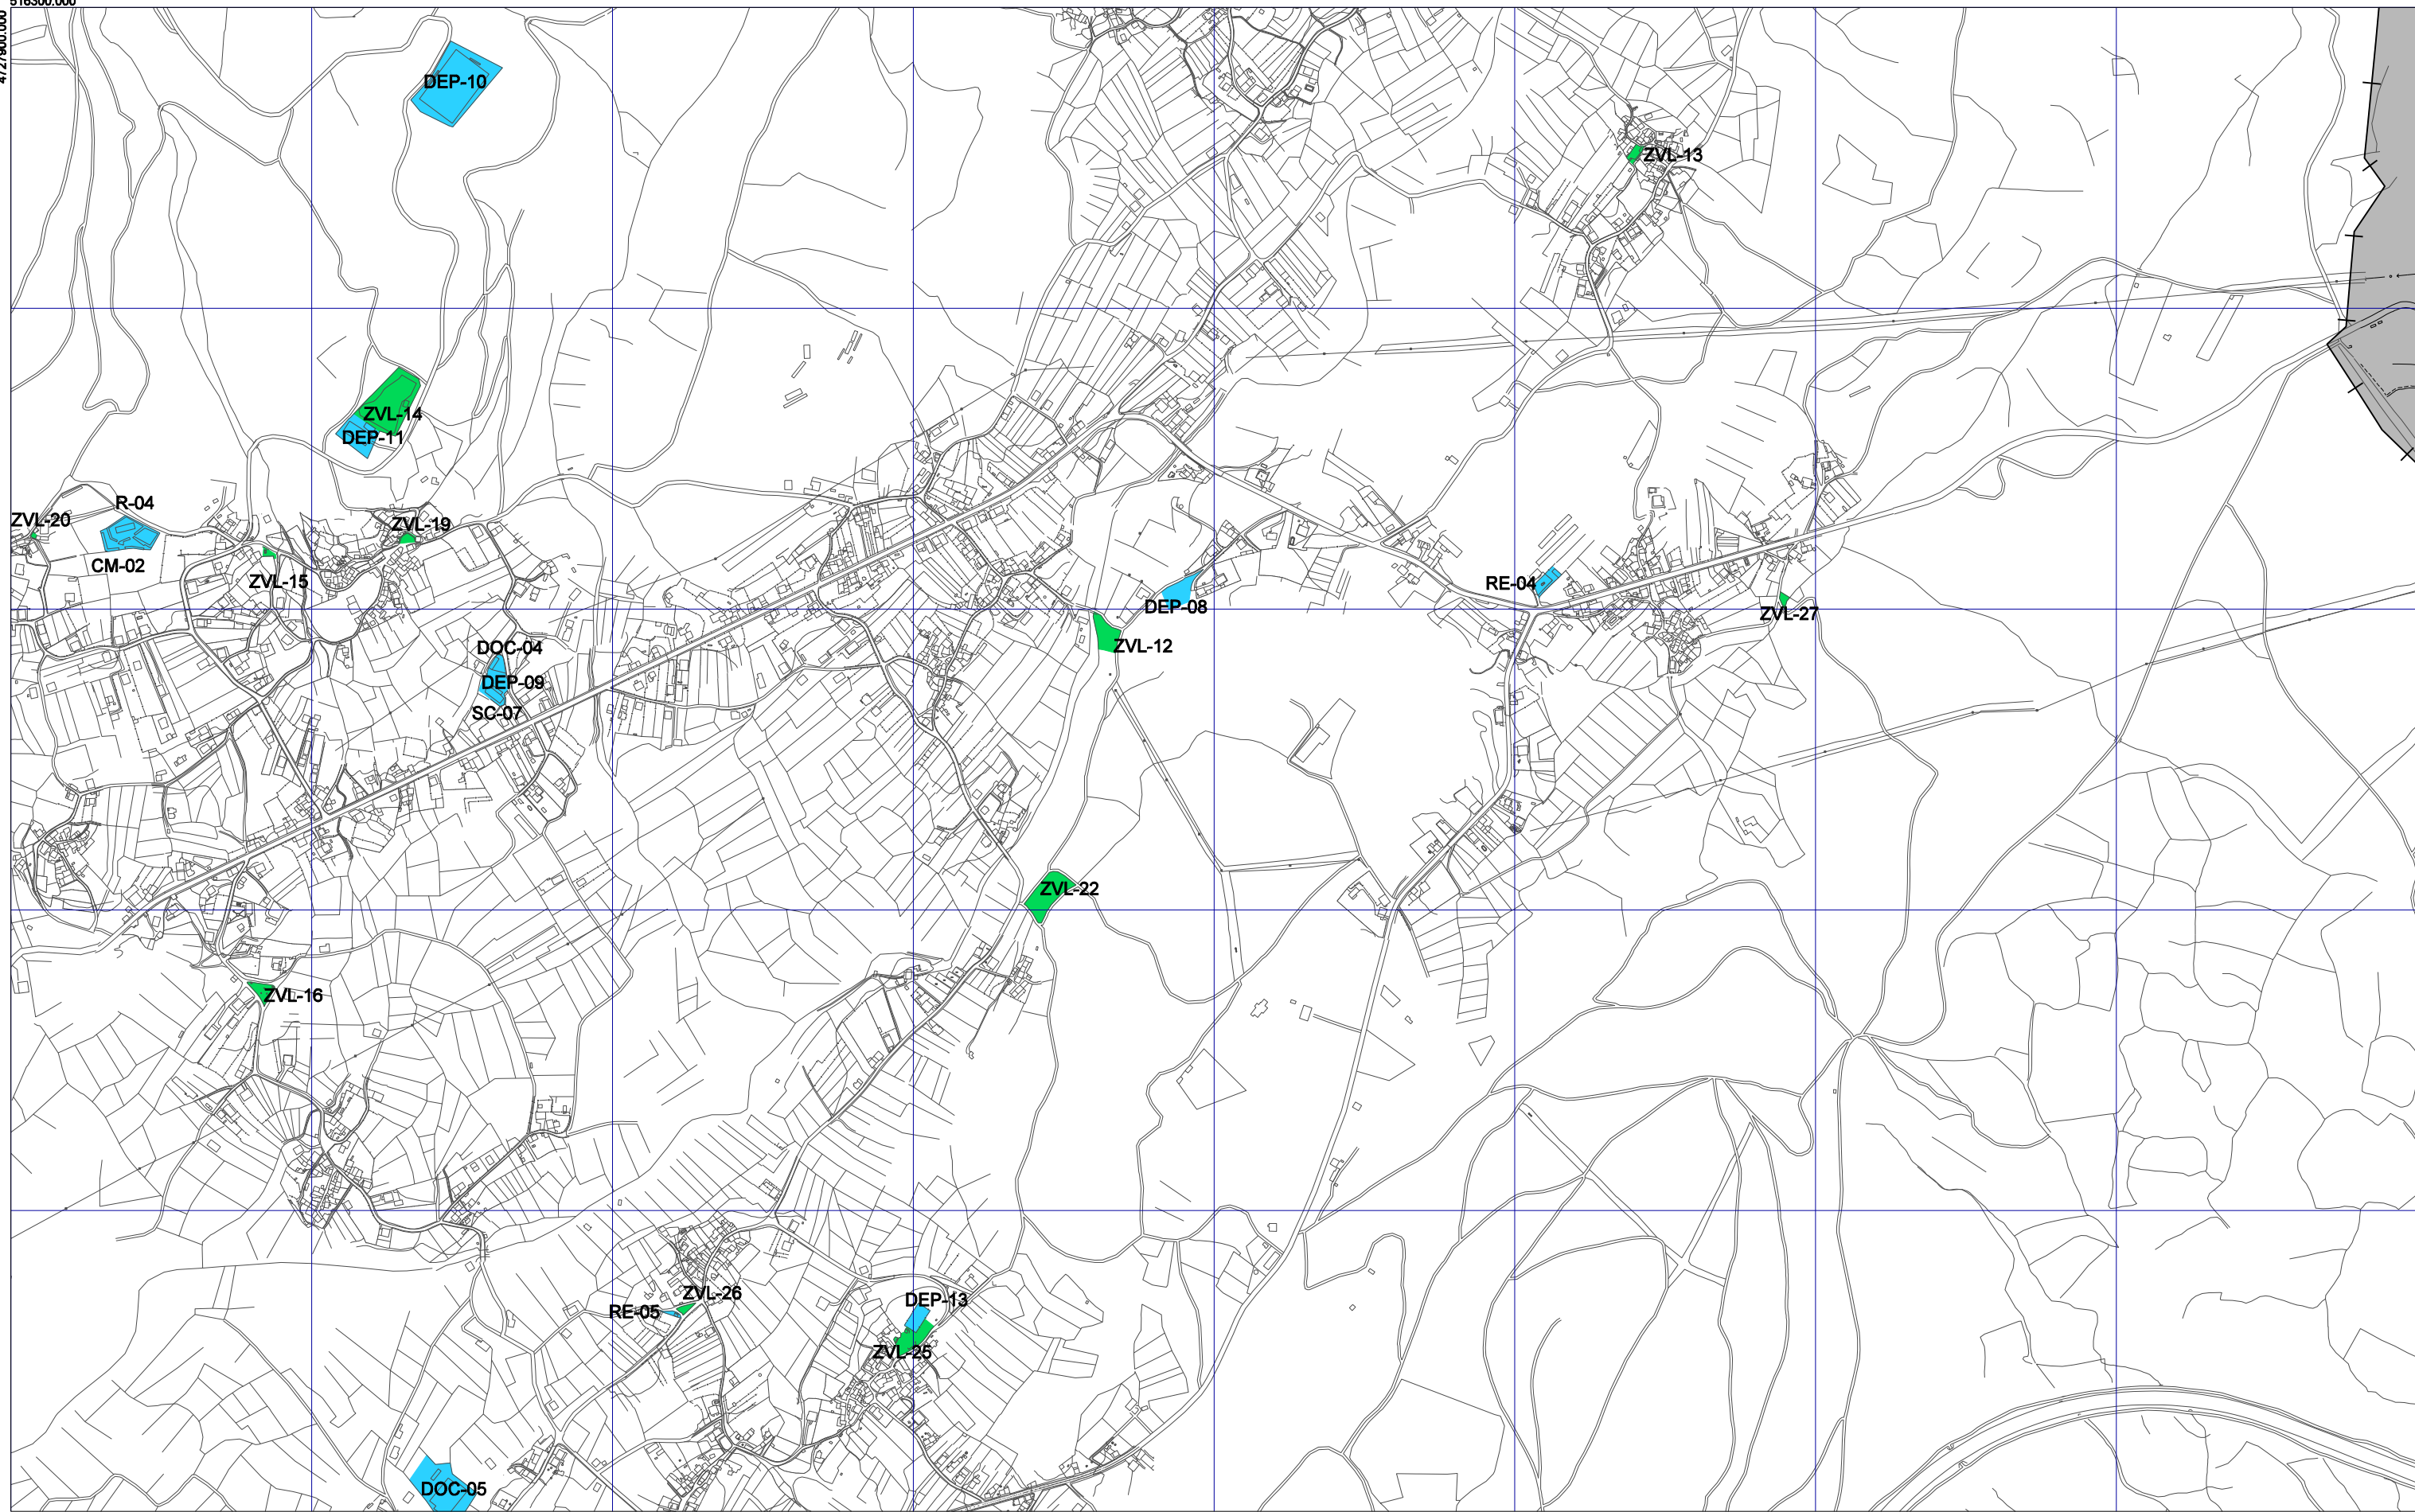 516300.000
4727900.000
DEP-10
ZVL-13
ZVL-14
DEP-11
R-04
ZVL-20
ZVL-19
CM-02
ZVL-15
RE-04
DEP-08
ZVL-27
DOC-04
ZVL-12
DEP-09
SC-07
ZVL-22
ZVL-16
ZVL-26
DEP-13
RE-05
ZVL-25
DOC-05